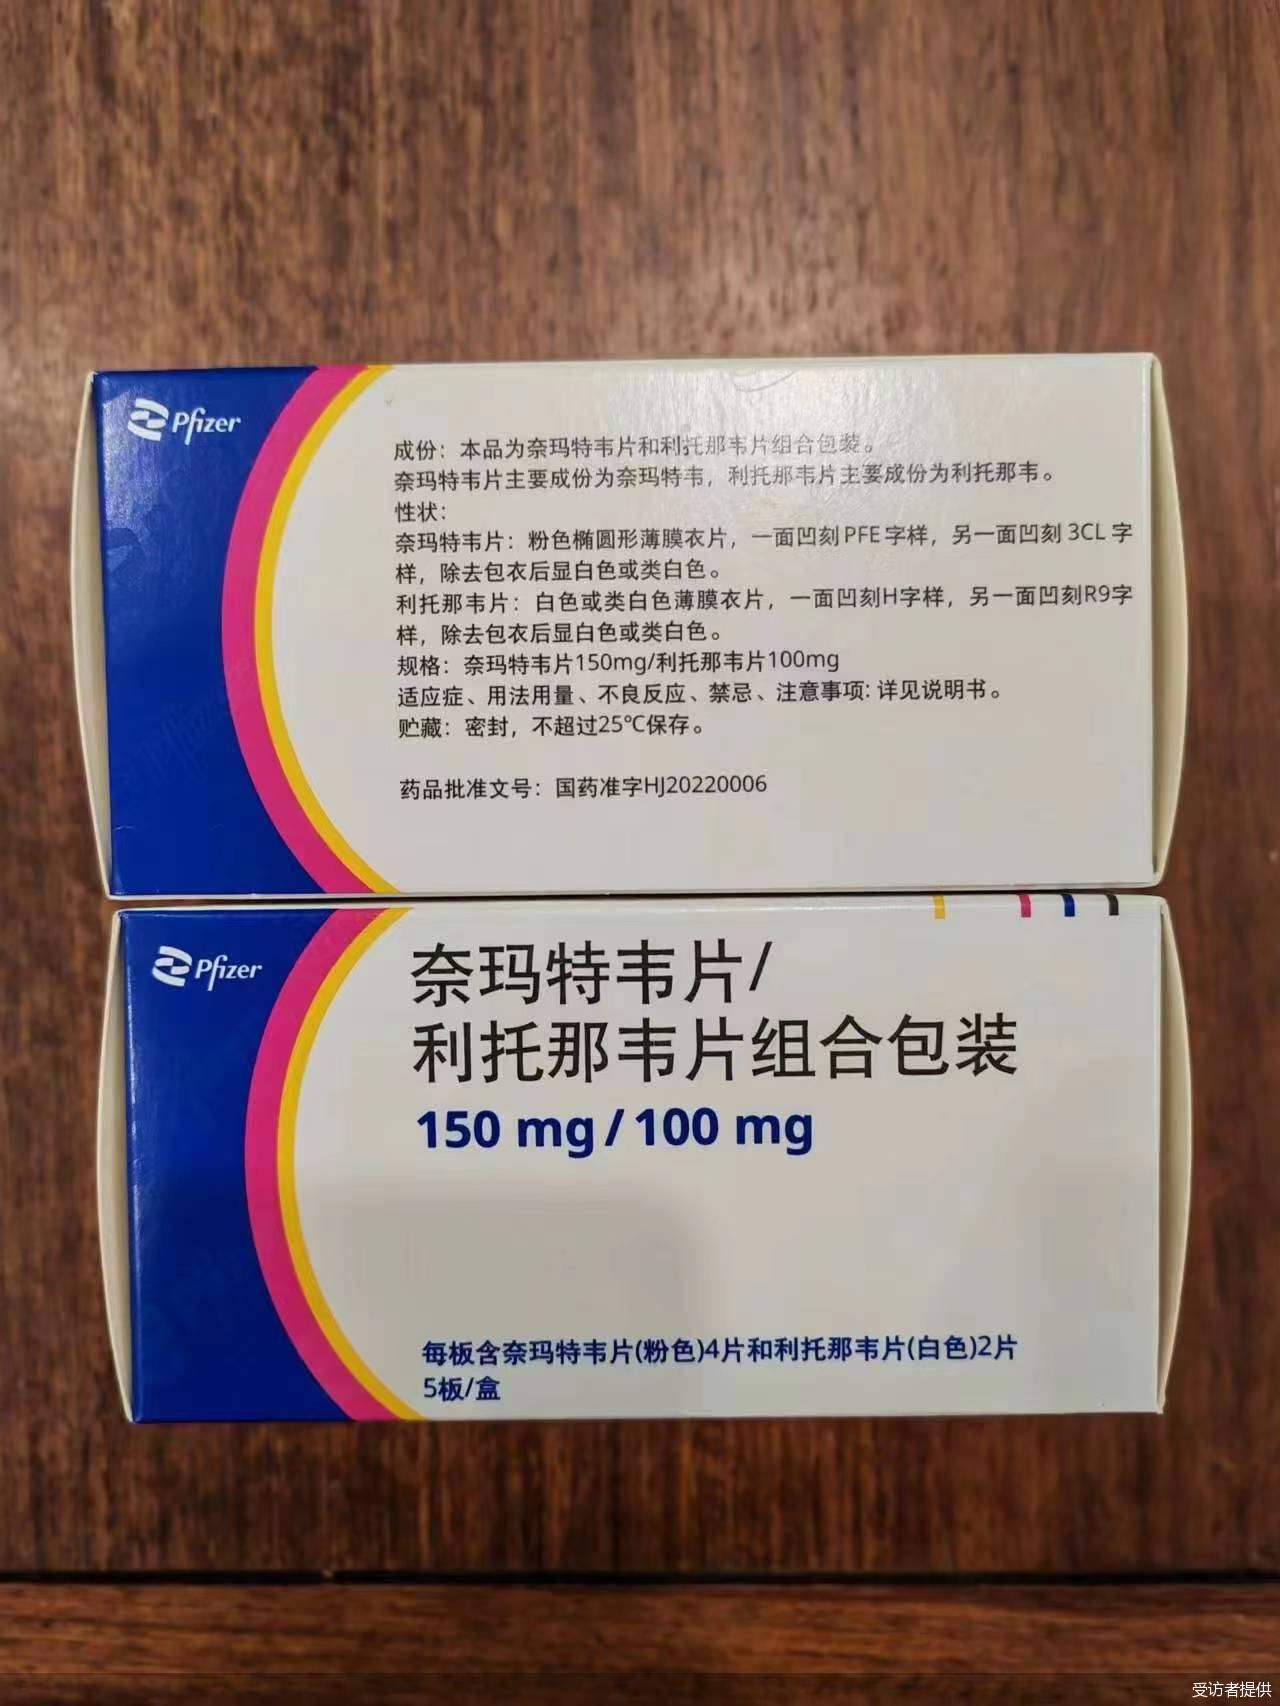 Pfizer
成份：本品为奈玛特韦片和利托那韦片组合包装。
奈玛特韦片主要成份为奈玛特韦，利托那韦片主要成份为利托那韦。
性状：
奈玛特韦片：粉色椭圆形薄膜衣片，一面凹刻PFE字样，另一面凹刻 3CL 字
样，除去包衣后显白色或类白色。
利托那韦片：白色或类白色薄膜衣片，一面凹刻H字样，另一面凹刻R9字
样，除去包衣后显白色或类白色。
规格：奈玛特韦片150mg/利托那韦片100mg
适应症、用法用量、不良反应、禁忌、注意事项：详见说明书。
贮藏：密封，不超过25℃保存。
药品批准文号：国药准字HJ20220006
Pfizer
奈玛特韦片/
利托那韦片组合包装
150 mg / 100 mg
每板含奈玛特韦片(粉色)4片和利托那韦片(白色)2片
5板/盒
受访者提供